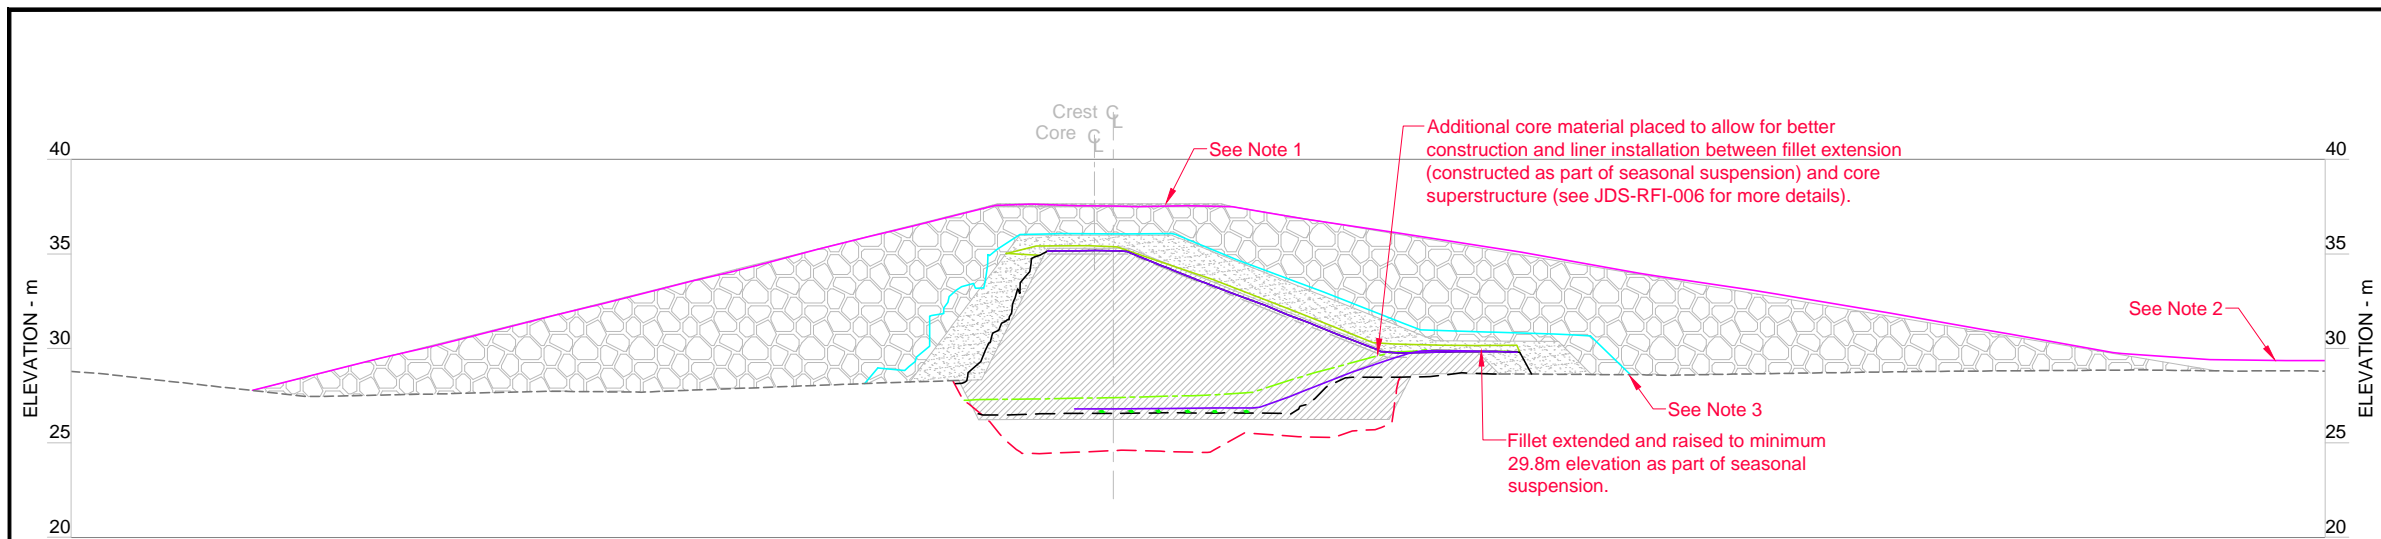 Crest CL
Core CL
See Note 1
Additional core material placed to allow for better
construction and liner installation between fillet extension
(constructed as part of seasonal suspension) and core
superstructure (see JDS-RFI-006 for more details).
40
40
35
35
See Note 2
30
30
ELEVATION - m
ELEVATION - m
See Note 3
Fillet extended and raised to minimum
29.8m elevation as part of seasonal
suspension.
25
25
20
20